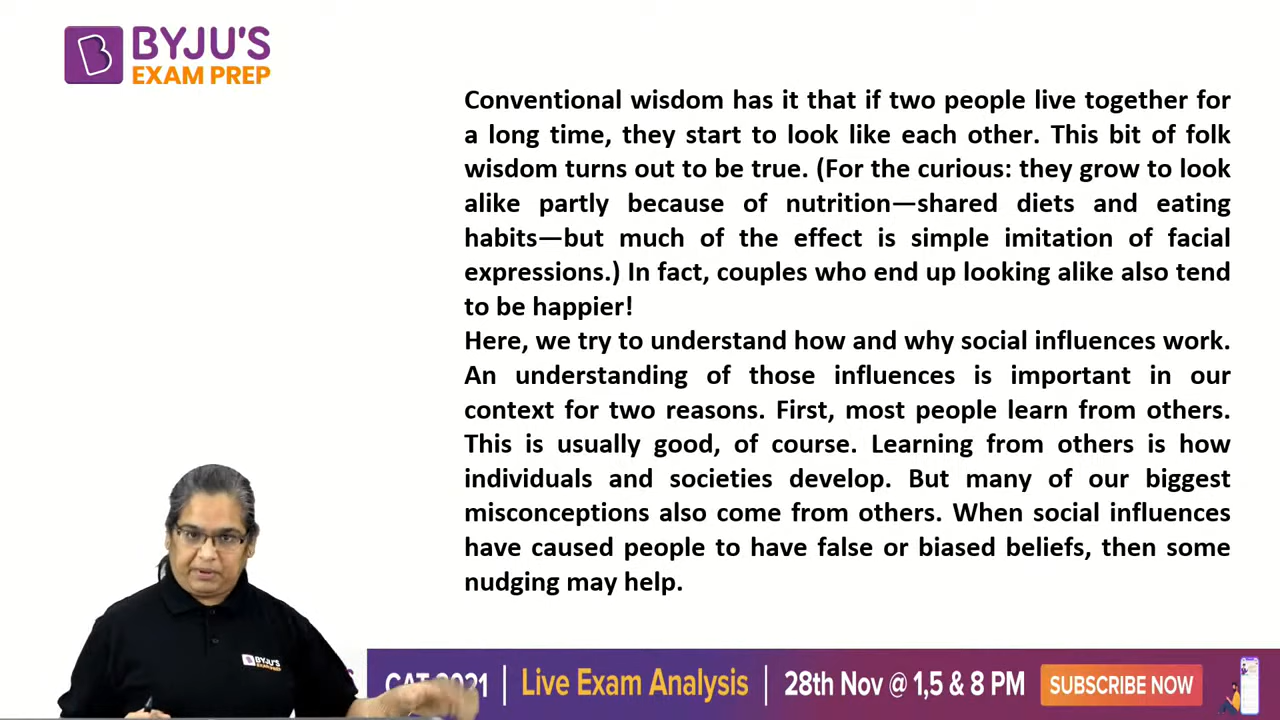 BYJU'S
EXAM PREP
Conventional wisdom has it that if two people live together for
a long time, they start to look like each other. This bit of folk
wisdom turns out to be true. (For the curious: they grow to look
alike partly because of nutrition—shared diets and eating
habits—but much of the effect is simple imitation of facial
expressions.) In fact, couples who end up looking alike also tend
to be happier!
Here, we try to understand how and why social influences work.
An understanding of those influences is important in our
context for two reasons. First, most people learn from others.
This is usually good, of course. Learning from others is how
individuals and societies develop. But many of our biggest
misconceptions also come from others. When social influences
have caused people to have false or biased beliefs, then some
nudging may help.
BYJU'S
EXAM PREP
CAT 2021 | Live Exam Analysis | 28th Nov @ 1,5 & 8 PM SUBSCRIBE NOW